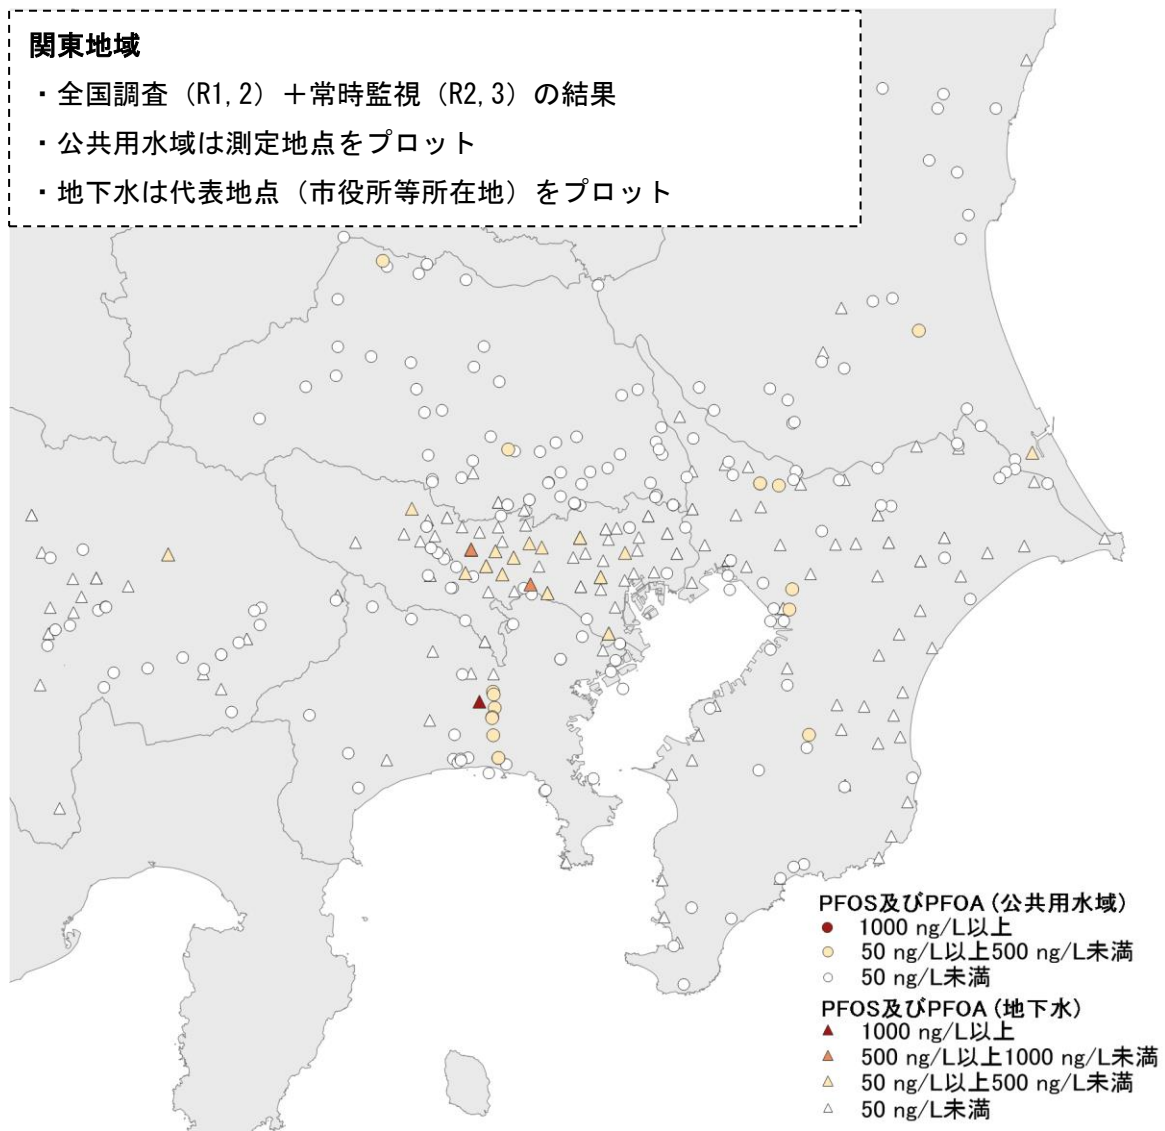 関東地域
・全国調査（R1,2）＋常時監視（R2,3）の結果
・公共用水域は測定地点をプロット
・地下水は代表地点（市役所等所在地）をプロット
PFOS及びPFOA (公共用水域)
1000 ng/L以上
50 ng/L以上500 ng/L未満
50 ng/L未満
PFOS及びPFOA (地下水)
1000 ng/L以上
500 ng/L以上1000 ng/L未満
50 ng/L以上500 ng/L未満
50 ng/L未満